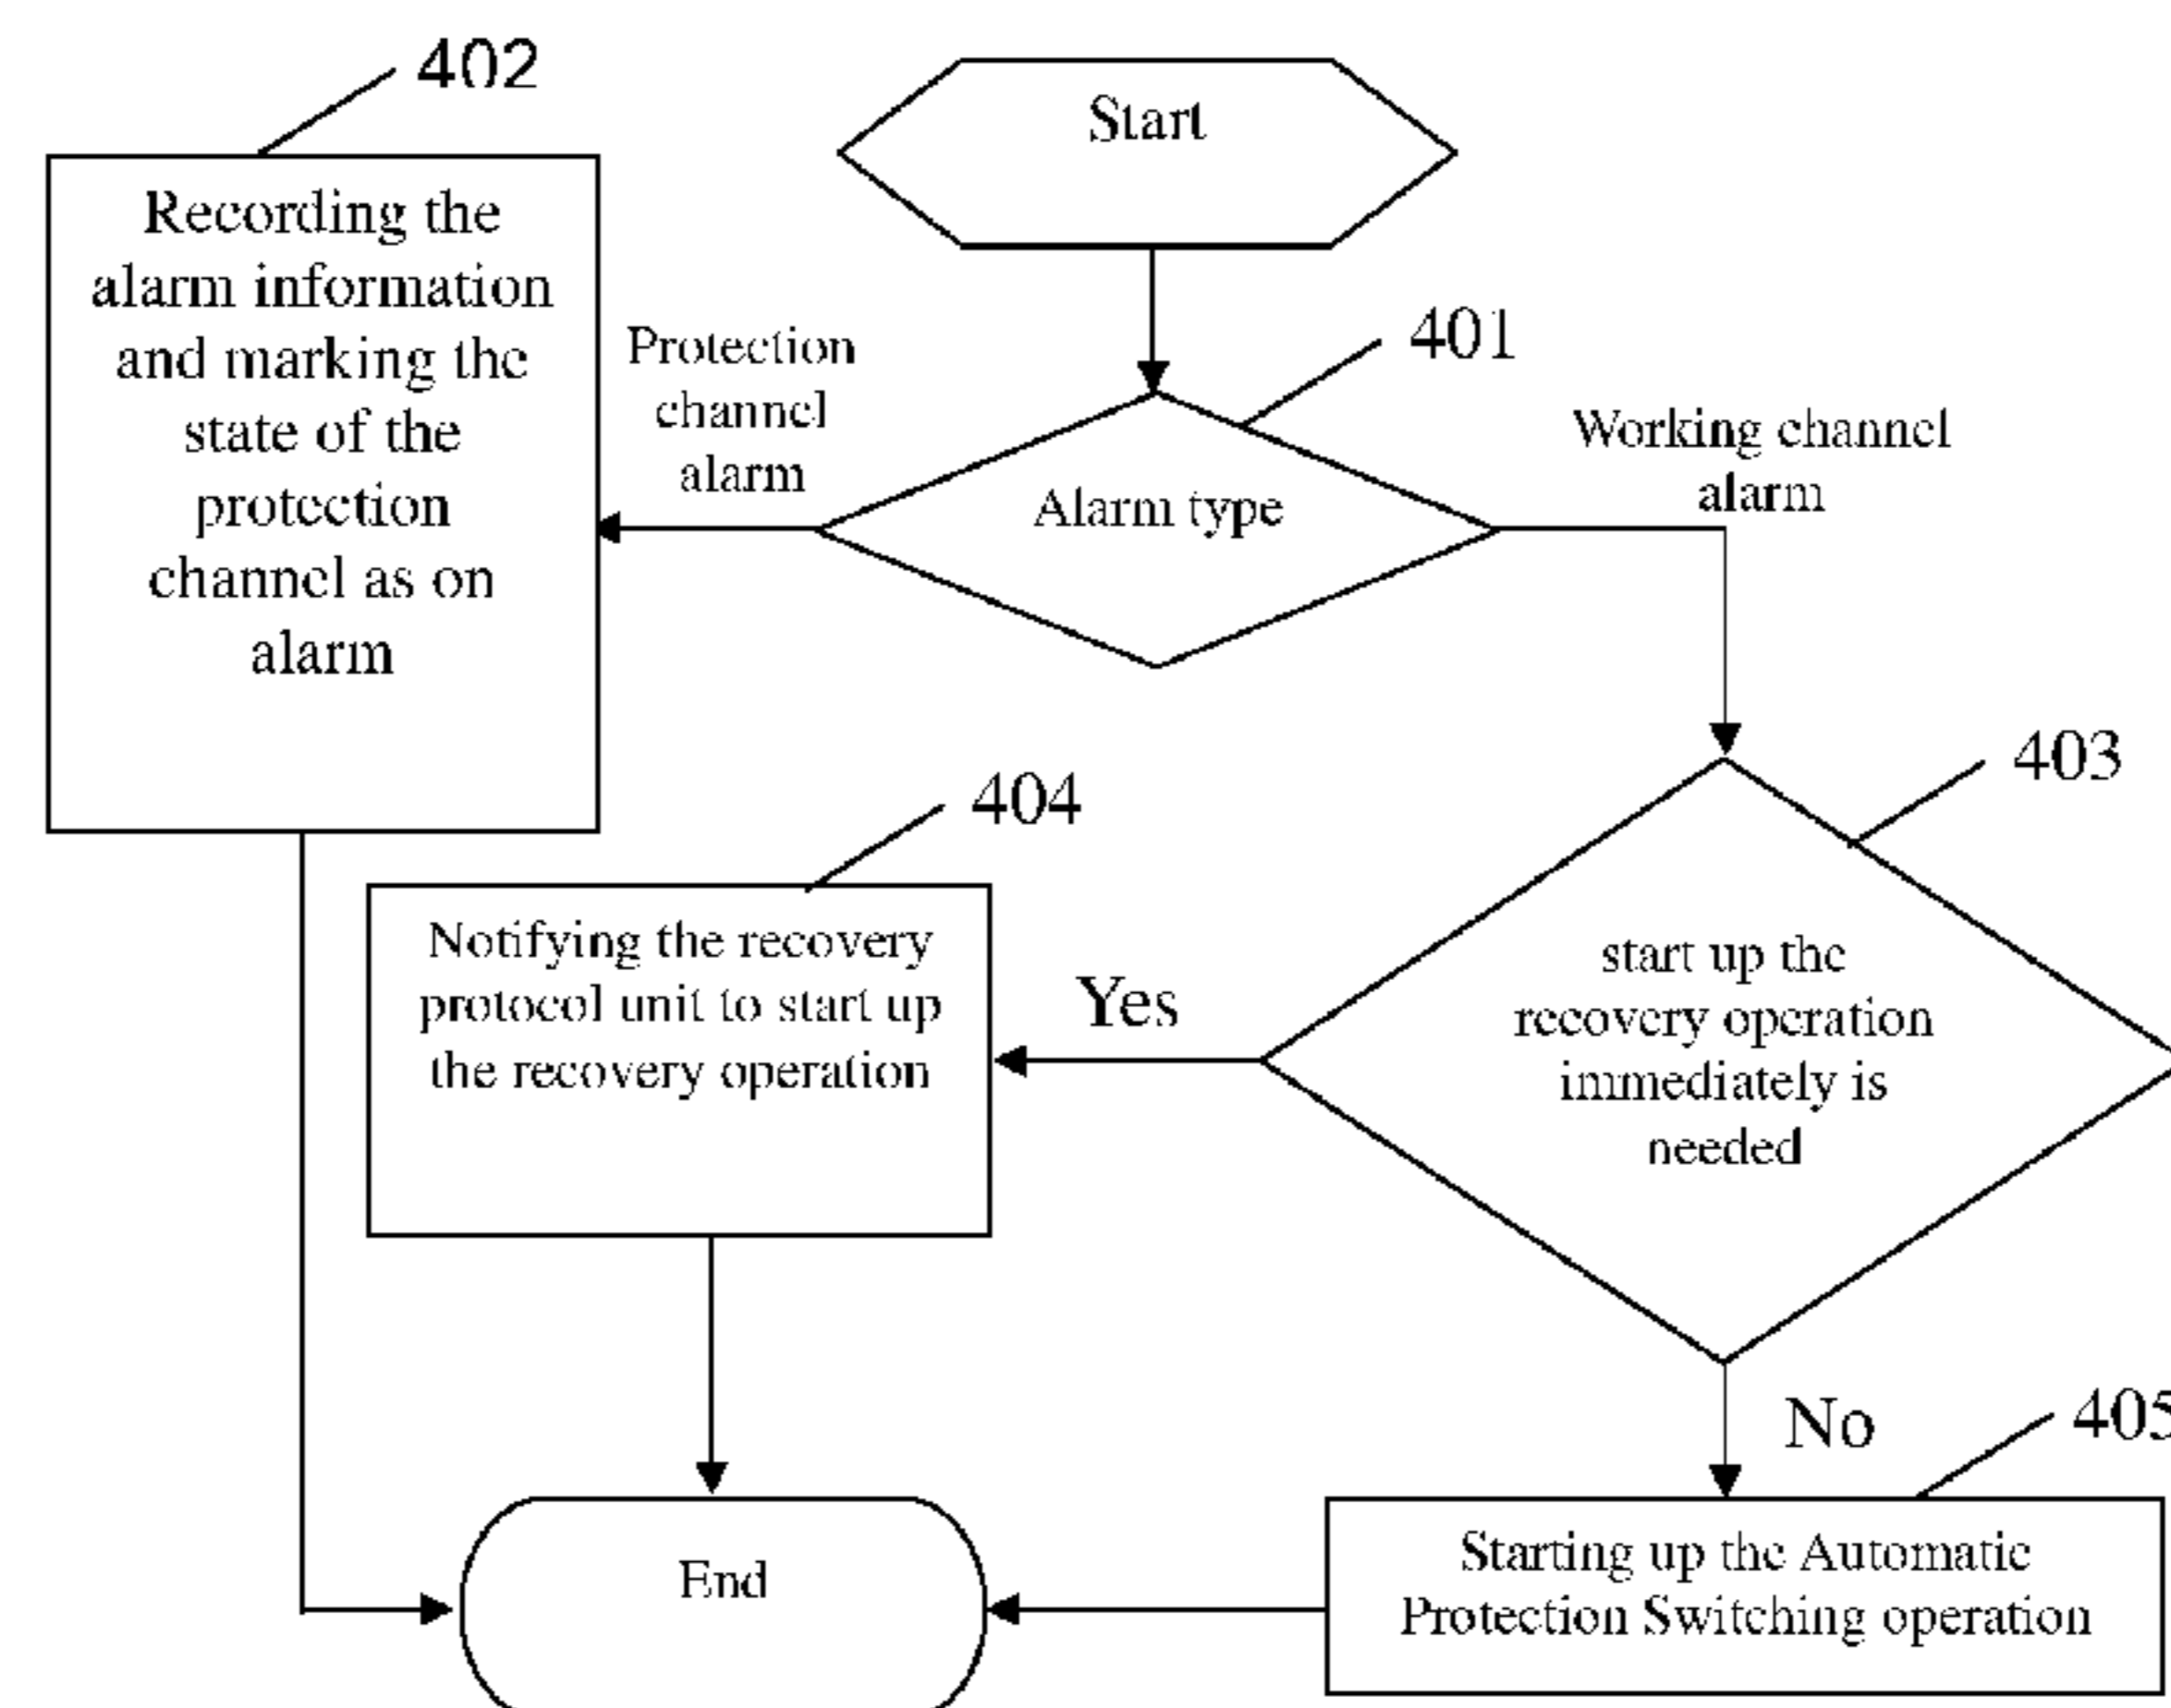 402
Start
Recording the
alarm information
and marking the
state of the
protection
channel as on
alarm
Protection
channel
alarm
401
Alarm type
Working channel
alarm
403
404
Notifying the recovery
protocol unit to start up
the recovery operation
Yes
start up the
recovery operation
immediately is
needed
No
405
End
Starting up the Automatic
Protection Switching operation